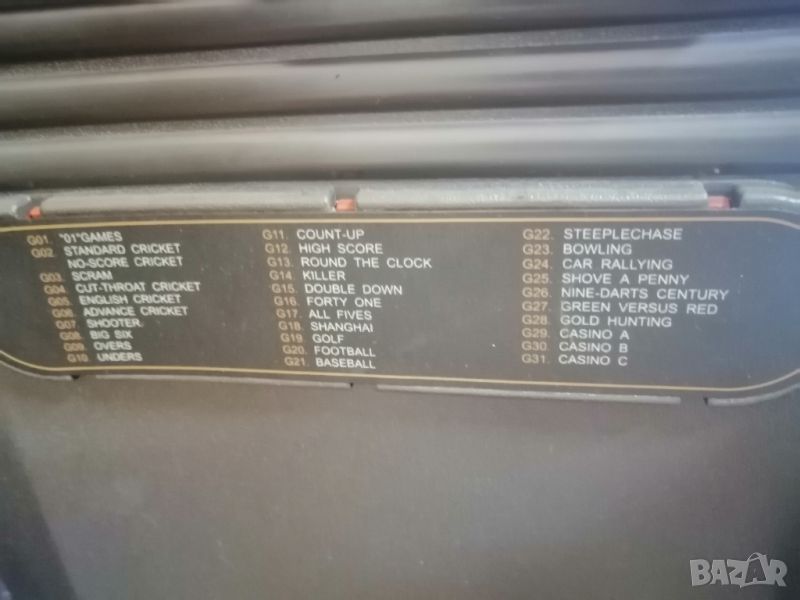 G01. "01"GAMES
G02. STANDARD CRICKET
NO-SCORE CRICKET
G03. SCRAM
G04. CUT-THROAT CRICKET
G05. ENGLISH CRICKET
G06. ADVANCE CRICKET
G07. SHOOTER
G08. BIG SIX
G09. OVERS
G10. UNDERS
G11. COUNT-UP
G12. HIGH SCORE
G13. ROUND THE CLOCK
G14. KILLER
G15. DOUBLE DOWN
G16. FORTY ONE
G17. ALL FIVES
G18. SHANGHAI
G19. GOLF
G20. FOOTBALL
G21. BASEBALL
G22. STEEPLECHASE
G23. BOWLING
G24. CAR RALLYING
G25. SHOVE A PENNY
G26. NINE-DARTS CENTURY
G27. GREEN VERSUS RED
G28. GOLD HUNTING
G29. CASINO A
G30. CASINO B
G31. CASINO C
BAZAR